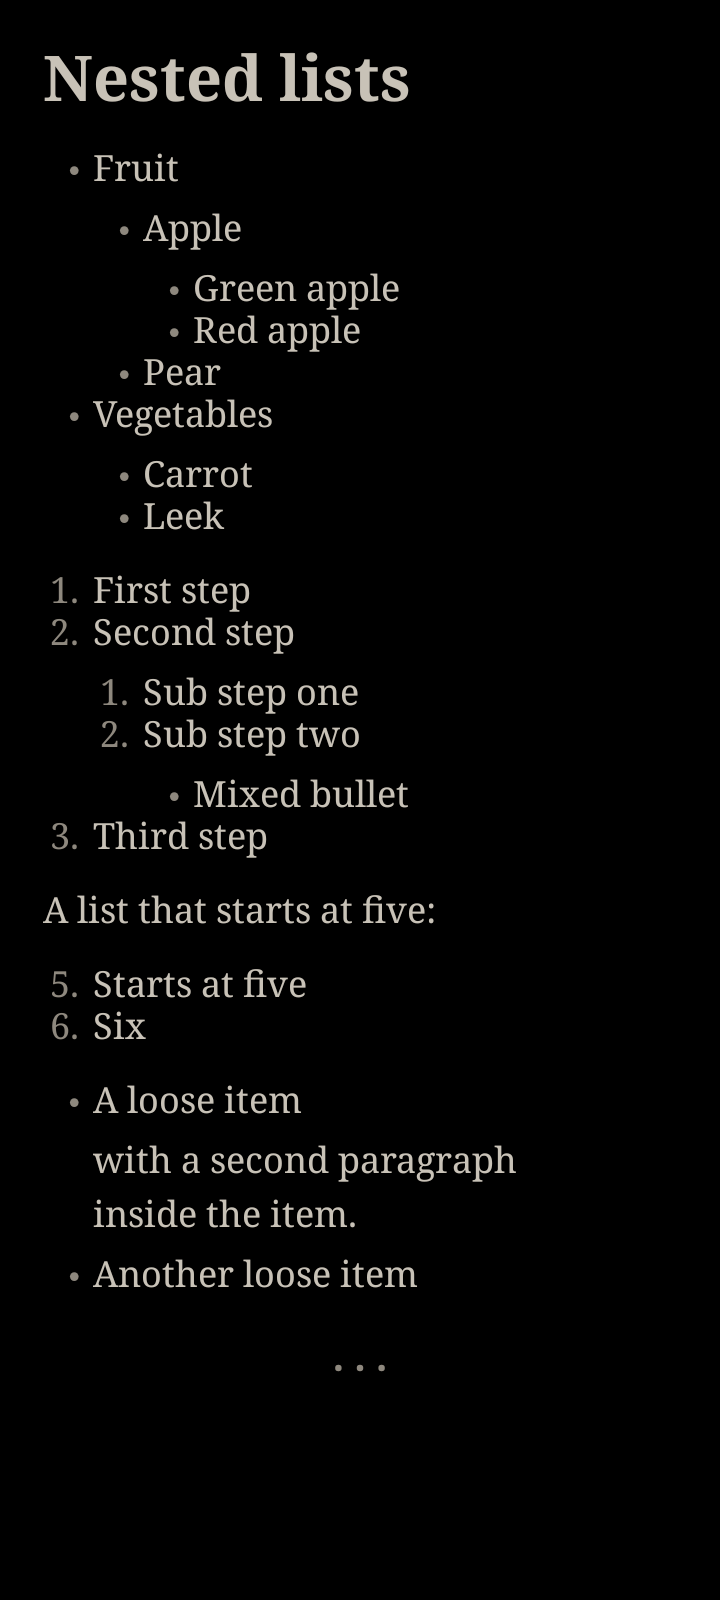 Nested lists
• Fruit
• Apple
• Green apple
• Red apple
• Pear
• Vegetables
• Carrot
• Leek
1. First step
2. Second step
1. Sub step one
2. Sub step two
• Mixed bullet
3. Third step
A list that starts at five:
5. Starts at five
6. Six
• A loose item
with a second paragraph
inside the item.
• Another loose item
...